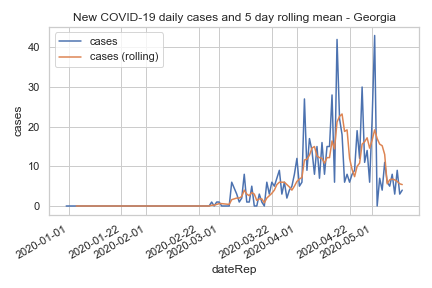 New COVID-19 daily cases and 5 day rolling mean - Georgia
cases
cases (rolling)
40
30
20
10
0
cases
2020-01-01
2020-01-22
2020-02-01
2020-02-22
2020-03-01
2020-03-22
2020-04-01
2020-04-22
2020-05-01
dateRep